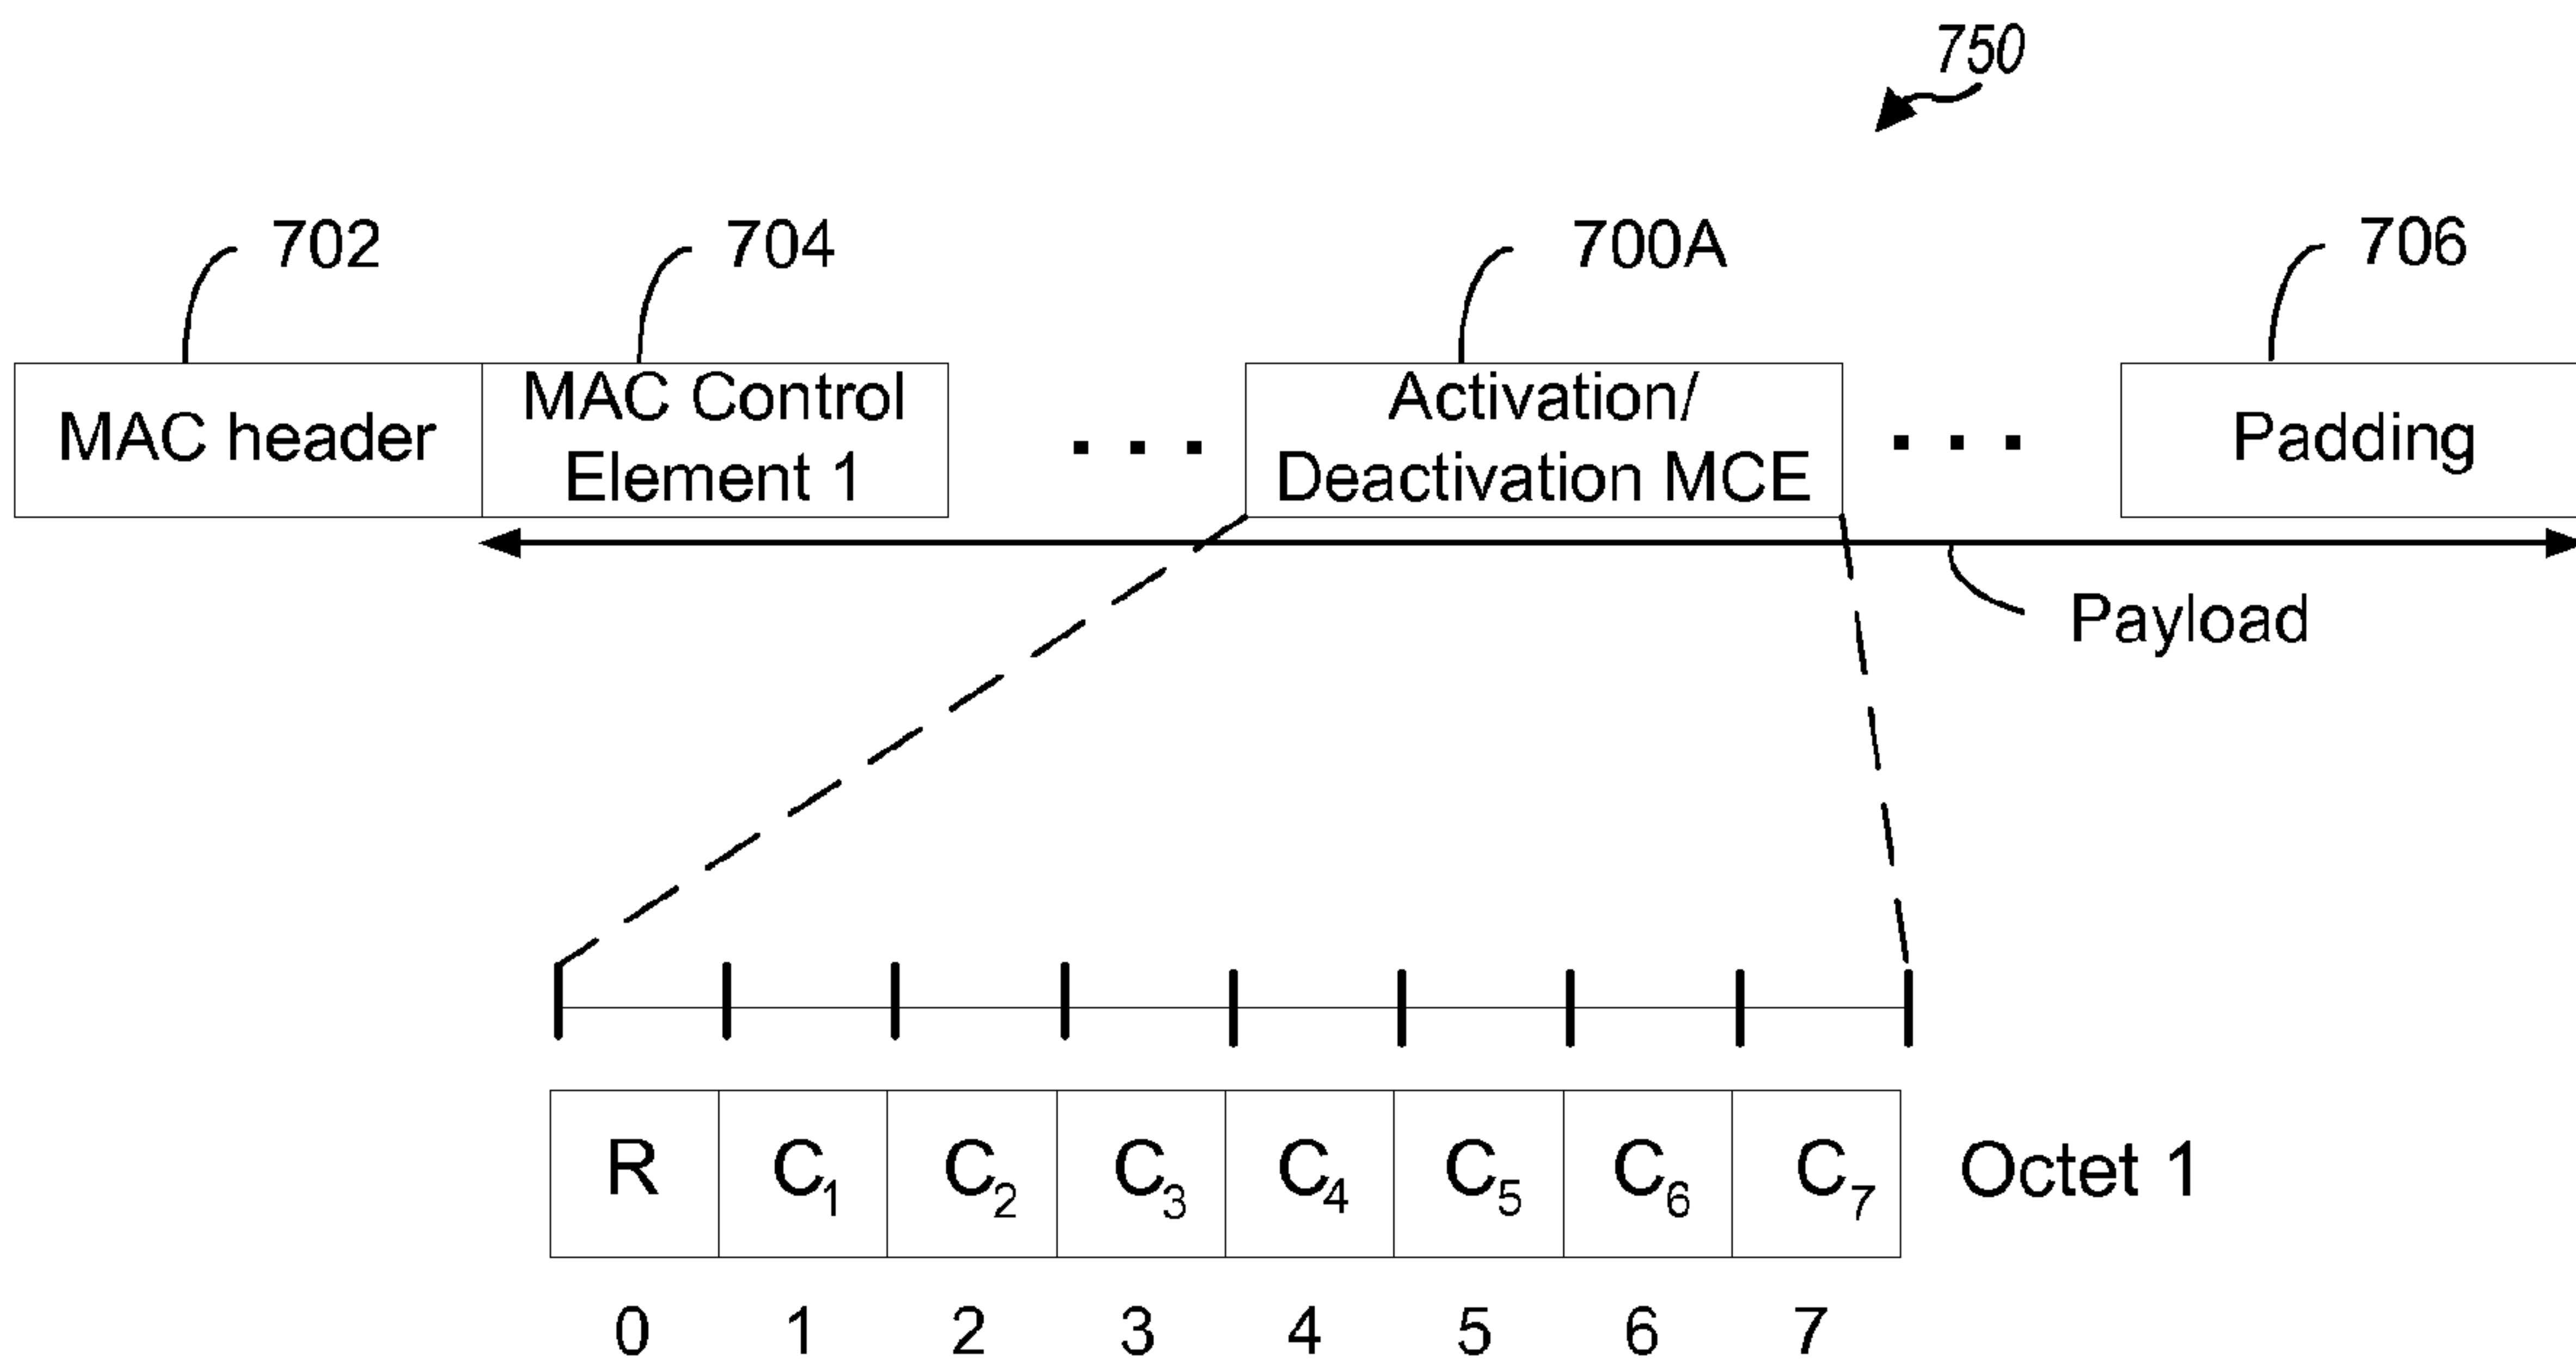 750
702 704 700A 706
MAC header
MAC Control
Element 1
. . .
Activation/
Deactivation MCE
. . .
Padding
Payload
R C₁ C₂ C₃ C₄ C₅ C₆ C₇ Octet 1
0 1 2 3 4 5 6 7